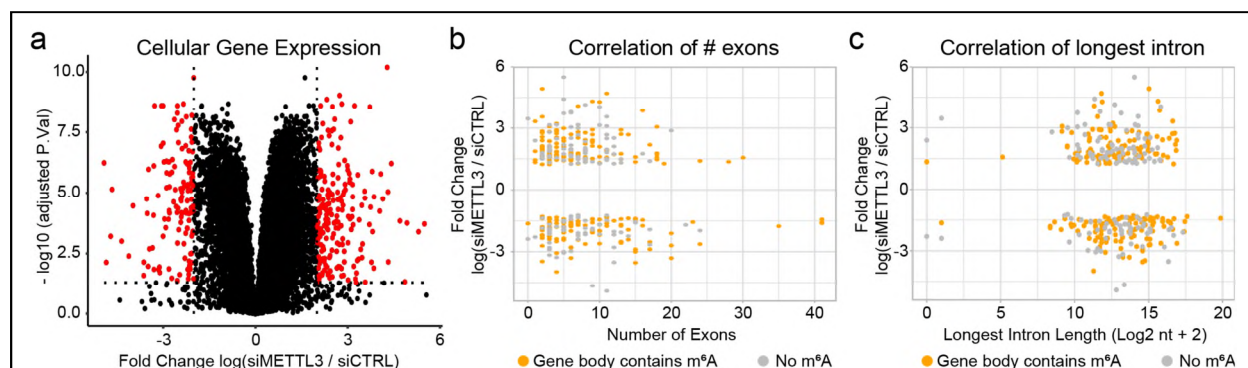 a
Cellular Gene Expression
- log10 (adjusted P.Val)
10.0
7.5
5.0
2.5
0.0
-3
0
3
6
Fold Change log(siMETTL3 / siCTRL)
b
Correlation of # exons
Fold Change
log(siMETTL3 / siCTRL)
6
3
0
-3
0
10
20
30
40
Number of Exons
Gene body contains m⁶A
No m⁶A
c
Correlation of longest intron
Fold Change
log(siMETTL3 / siCTRL)
6
3
0
-3
0
5
10
15
20
Longest Intron Length (Log2 nt + 2)
Gene body contains m⁶A
No m⁶A